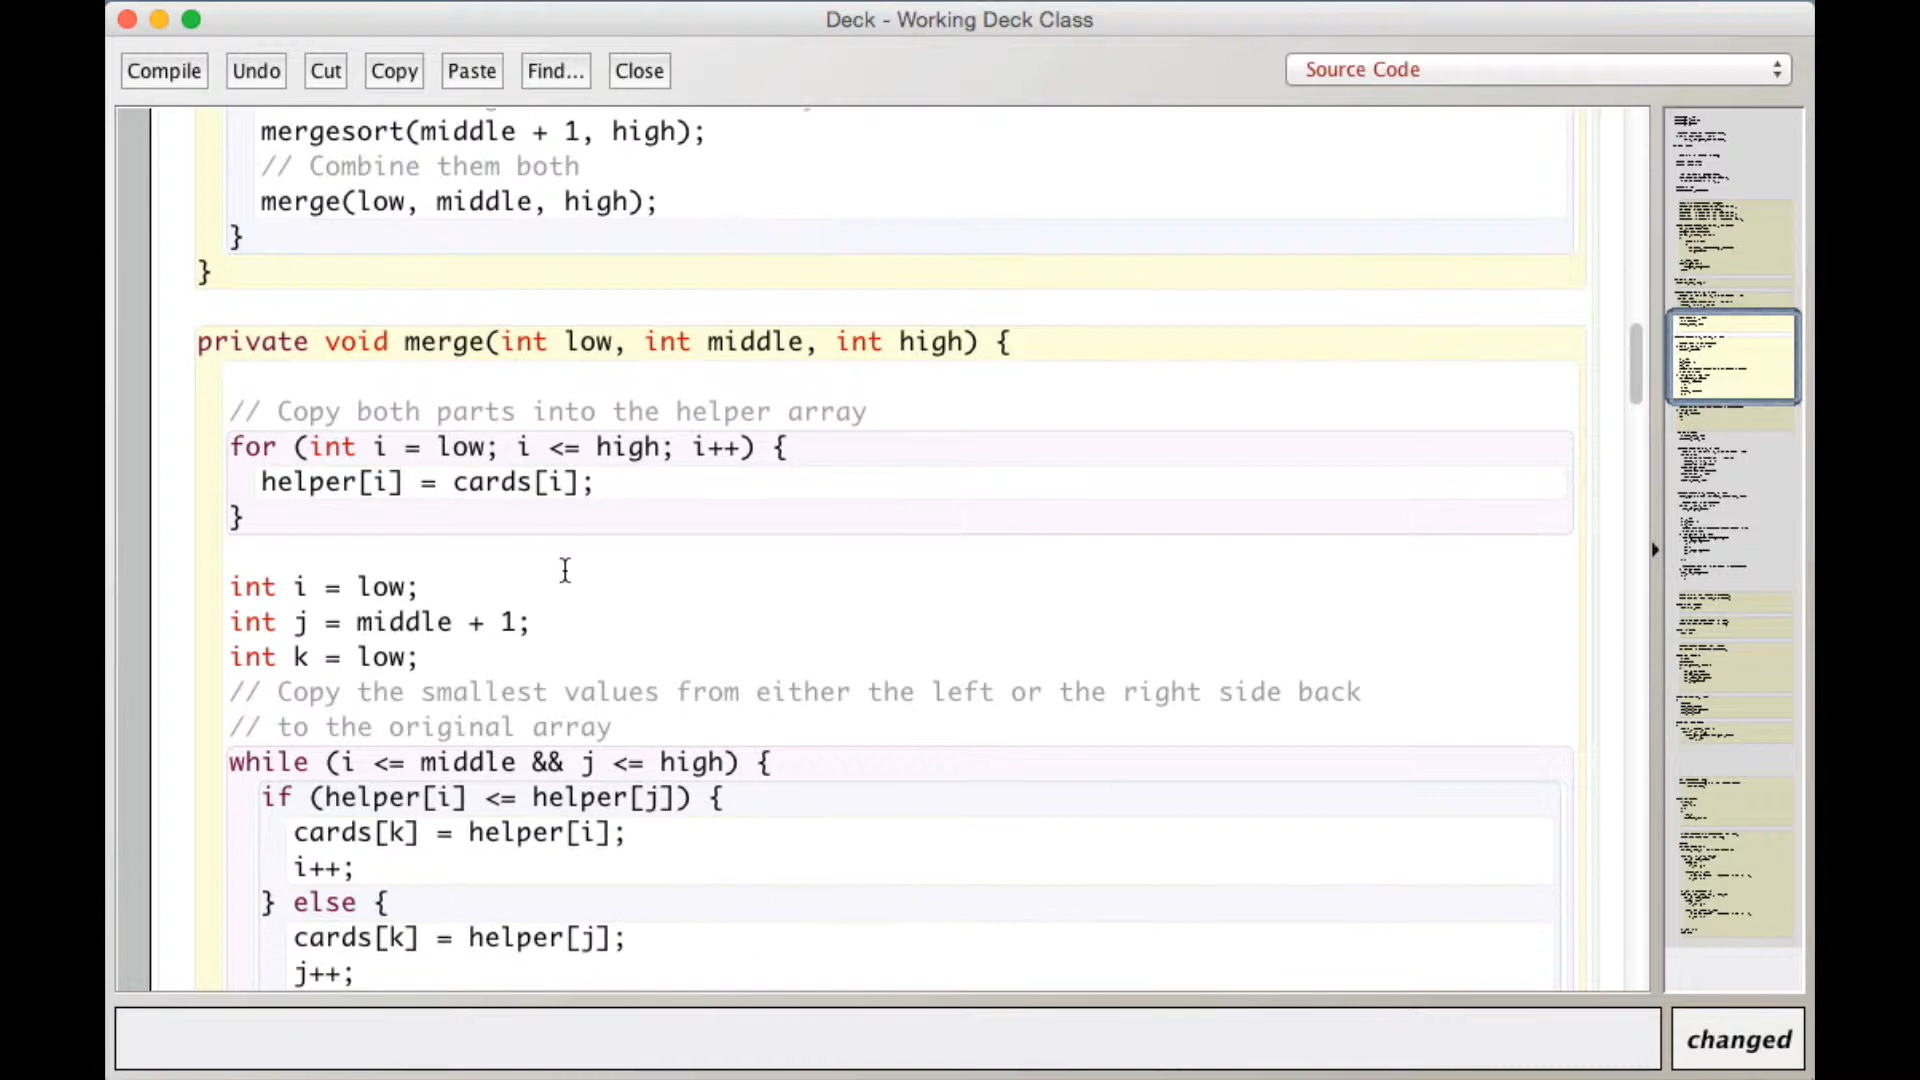 Deck - Working Deck Class
Compile Undo Cut Copy Paste Find... Close Source Code
mergesort(middle + 1, high);
// Combine them both
merge(low, middle, high);
}
}
private void merge(int low, int middle, int high) {
// Copy both parts into the helper array
for (int i = low; i <= high; i++) {
helper[i] = cards[i];
}
int i = low;
int j = middle + 1;
int k = low;
// Copy the smallest values from either the left or the right side back
// to the original array
while (i <= middle && j <= high) {
if (helper[i] <= helper[j]) {
cards[k] = helper[i];
i++;
} else {
cards[k] = helper[j];
j++;
changed